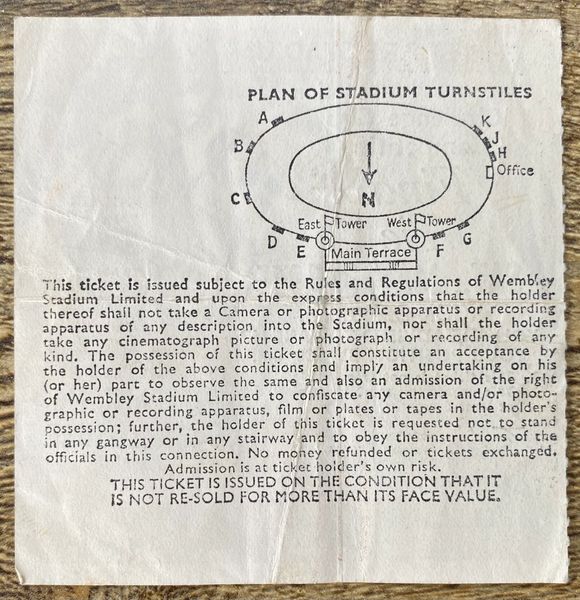 PLAN OF STADIUM TURNSTILES
A
K
B
J
H
Office
N
C
East Tower
West Tower
D
E
Main Terrace
F
G
This ticket is issued subject to the Rules and Regulations of Wembley
Stadium Limited and upon the express conditions that the holder
thereof shall not take a Camera or photographic apparatus or recording
apparatus of any description into the Stadium, nor shall the holder
take any cinematograph picture or photograph or recording of any
kind. The possession of this ticket shall constitute an acceptance by
the holder of the above conditions and imply an undertaking on his
(or her) part to observe the same and also an admission of the right
of Wembley Stadium Limited to confiscate any camera and/or photo-
graphic or recording apparatus, film or plates or tapes in the holder's
possession; further, the holder of this ticket is requested not to stand
in any gangway or in any stairway and to obey the instructions of the
officials in this connection. No money refunded or tickets exchanged.
Admission is at ticket holder's own risk.
THIS TICKET IS ISSUED ON THE CONDITION THAT IT
IS NOT RE-SOLD FOR MORE THAN ITS FACE VALUE.